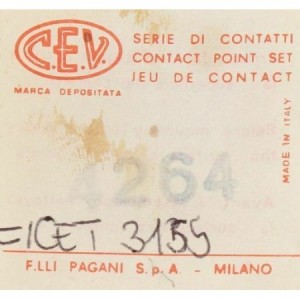 C.E.V.
SERIE DI CONTATTI
CONTACT POINT SET
JEU DE CONTACT
MARCA DEPOSITATA
MADE IN ITALY
4264
=ICET 3155
F.LLI PAGANI S.p.A - MILANO